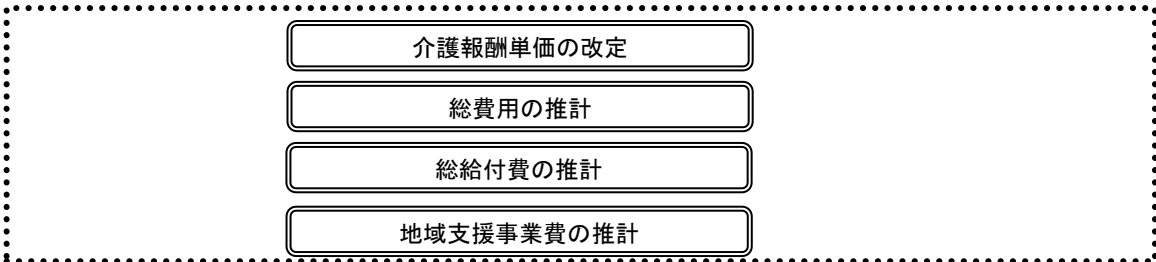 介護報酬単価の改定
総費用の推計
総給付費の推計
地域支援事業費の推計